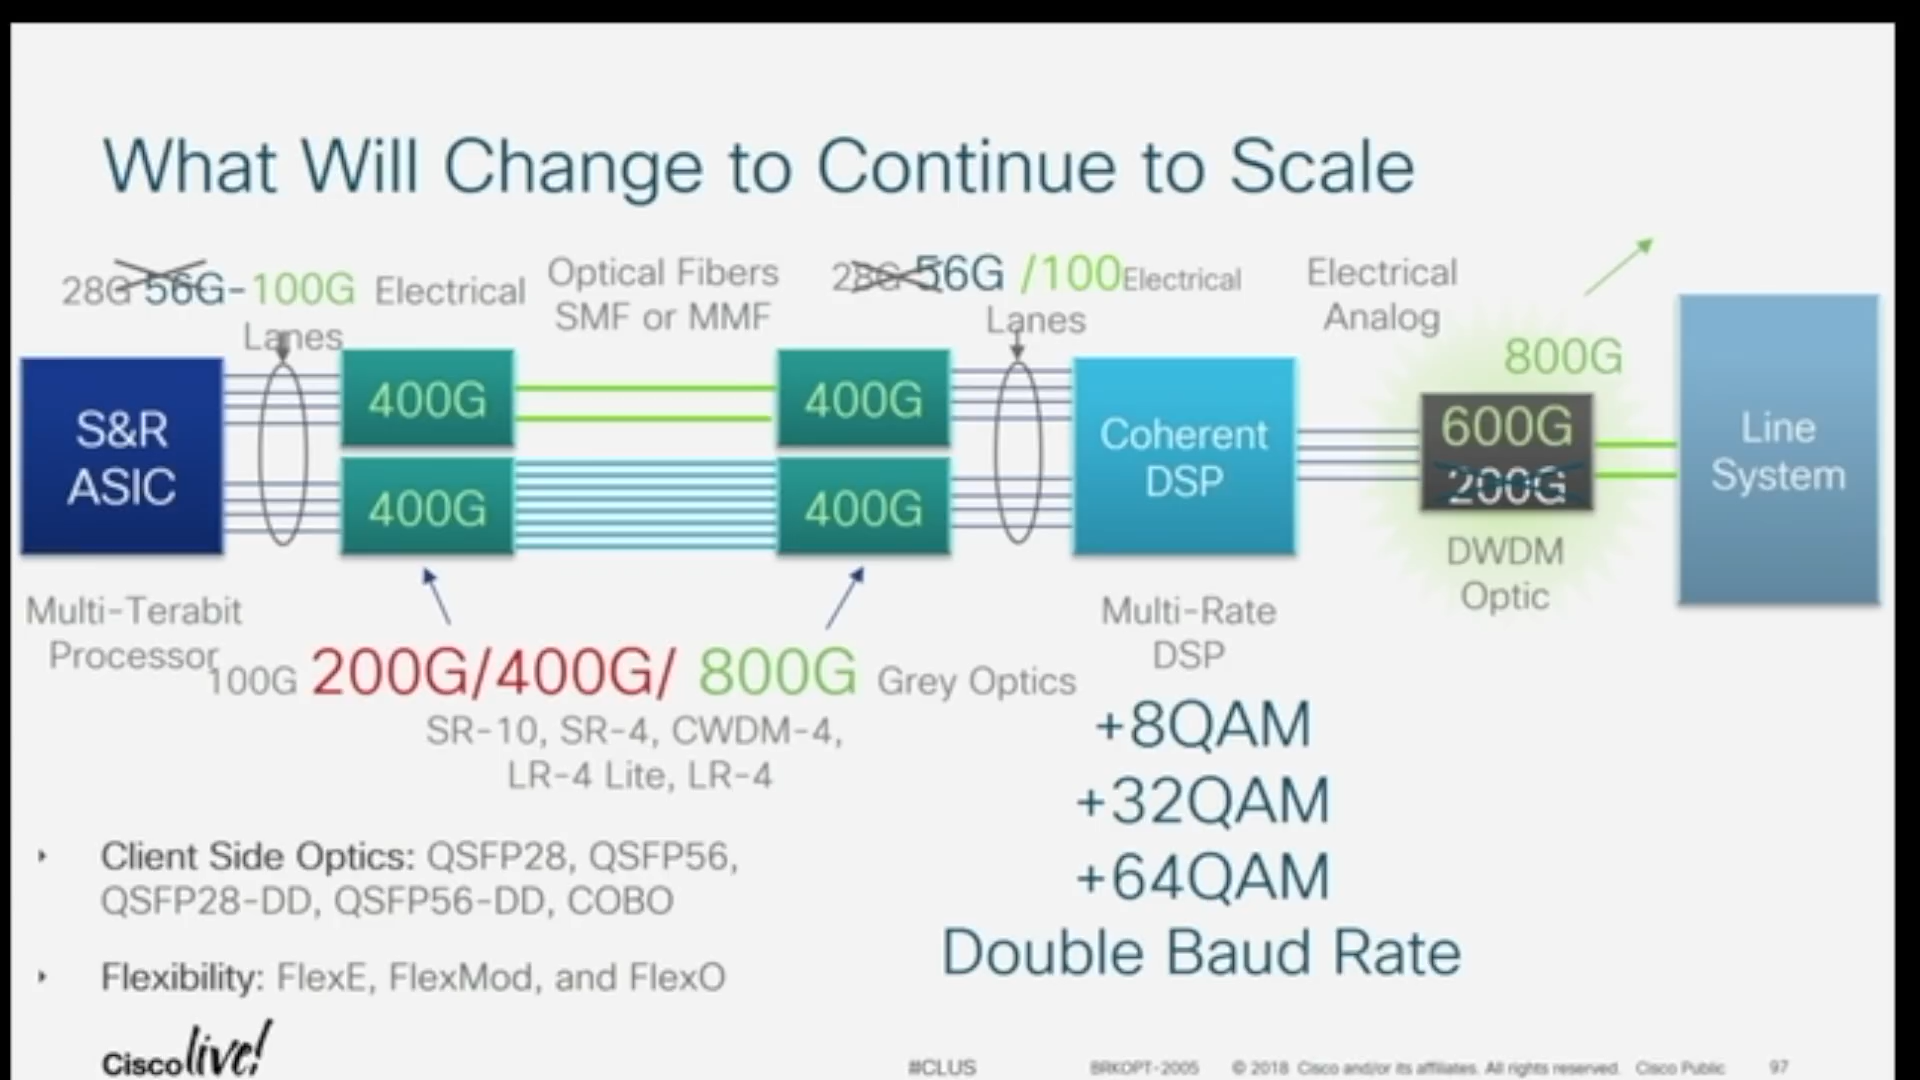 What Will Change to Continue to Scale
28G 56G-100G Electrical
Lanes
Optical Fibers
SMF or MMF
28G 56G /100 Electrical
Lanes
Electrical
Analog
800G
S&R
ASIC
400G
400G
400G
400G
Coherent
DSP
600G
200G
Line
System
DWDM
Optic
Multi-Terabit
Processor
Multi-Rate
DSP
100G 200G/400G/ 800G Grey Optics
SR-10, SR-4, CWDM-4,
LR-4 Lite, LR-4
+8QAM
+32QAM
+64QAM
Double Baud Rate
‣ Client Side Optics: QSFP28, QSFP56,
QSFP28-DD, QSFP56-DD, COBO
‣ Flexibility: FlexE, FlexMod, and FlexO
Cisco live!
#CLUS
BRKOPT-2005
© 2018 Cisco and/or its affiliates. All rights reserved. Cisco Public
97